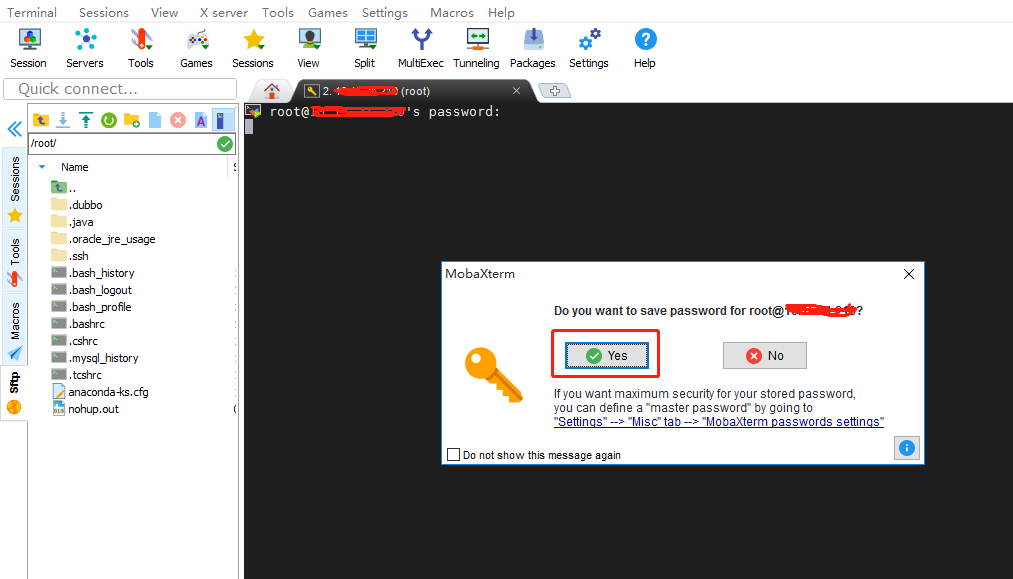 Terminal Sessions View X server Tools Games Settings Macros Help
Session Servers Tools Games Sessions View Split MultiExec Tunneling Packages Settings Help
Quick connect...
2. (root)
root@'s password:
/root/
Name
..
.dubbo
.java
.oracle_jre_usage
.ssh
.bash_history
.bash_logout
.bash_profile
.bashrc
.cshrc
.mysql_history
.tcshrc
anaconda-ks.cfg
nohup.out
Sessions
Tools
Macros
Sftp
MobaXterm
Do you want to save password for root@?
Yes
No
If you want maximum security for your stored password,
you can define a "master password" by going to
"Settings" --> "Misc" tab --> "MobaXterm passwords settings"
Do not show this message again